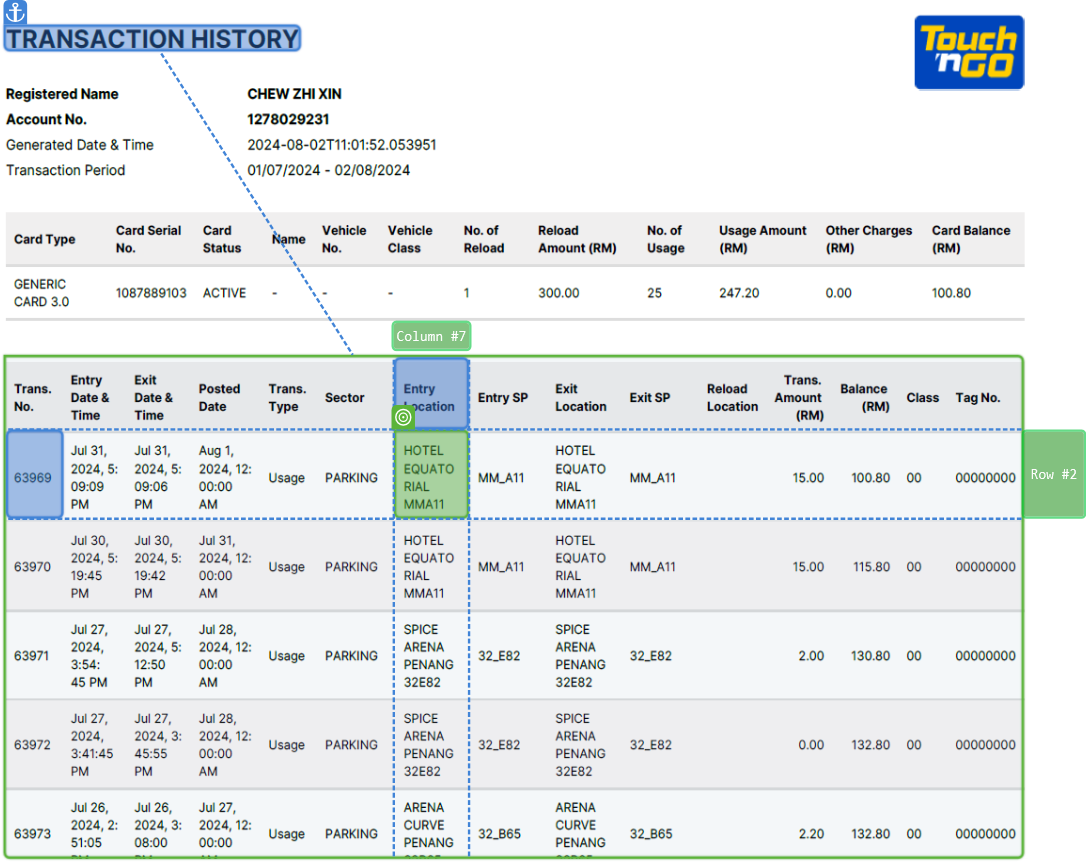 TRANSACTION HISTORY
Touch
'nGO
Registered Name CHEW ZHI XIN
Account No. 1278029231
Generated Date & Time 2024-08-02T11:01:52.053951
Transaction Period 01/07/2024 - 02/08/2024
Card Type
Card Serial
No.
Card
Status
Name
Vehicle
No.
Vehicle
Class
No. of
Reload
Reload
Amount (RM)
No. of
Usage
Usage Amount
(RM)
Other Charges
(RM)
Card Balance
(RM)
GENERIC
CARD 3.0
1087889103 ACTIVE - - - 1 300.00 25 247.20 0.00 100.80
Column #7
Trans.
No.
Entry
Date &
Time
Exit
Date &
Time
Posted
Date
Trans.
Type
Sector
Entry
Location
Entry SP
Exit
Location
Exit SP
Reload
Location
Trans.
Amount
(RM)
Balance
(RM)
Class
Tag No.
63969
Jul 31,
2024, 5:
09:09
PM
Jul 31,
2024, 5:
09:06
PM
Aug 1,
2024, 12:
00:00
AM
Usage
PARKING
HOTEL
EQUATO
RIAL
MMA11
MM_A11
HOTEL
EQUATO
RIAL
MMA11
MM_A11
15.00
100.80
00
00000000
Row #2
63970
Jul 30,
2024, 5:
19:45
PM
Jul 30,
2024, 5:
19:42
PM
Jul 31,
2024, 12:
00:00
AM
Usage
PARKING
HOTEL
EQUATO
RIAL
MMA11
MM_A11
HOTEL
EQUATO
RIAL
MMA11
MM_A11
15.00
115.80
00
00000000
63971
Jul 27,
2024,
3:54:
45 PM
Jul 27,
2024, 5:
12:50
PM
Jul 28,
2024, 12:
00:00
AM
Usage
PARKING
SPICE
ARENA
PENANG
32E82
32_E82
SPICE
ARENA
PENANG
32E82
32_E82
2.00
130.80
00
00000000
63972
Jul 27,
2024,
3:41:45
PM
Jul 27,
2024, 3:
45:55
PM
Jul 28,
2024, 12:
00:00
AM
Usage
PARKING
SPICE
ARENA
PENANG
32E82
32_E82
SPICE
ARENA
PENANG
32E82
32_E82
0.00
132.80
00
00000000
63973
Jul 26,
2024, 2:
51:05
Jul 26,
2024, 3:
08:00
Jul 27,
2024, 12:
00:00
Usage
PARKING
ARENA
CURVE
PENANG
32_B65
ARENA
CURVE
PENANG
32_B65
2.20
132.80
00
00000000